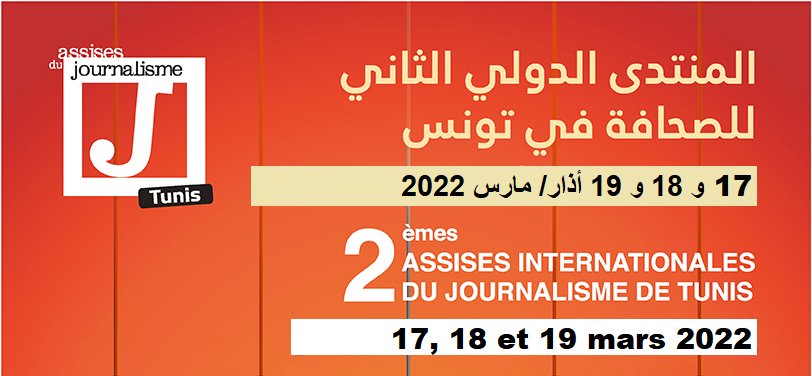 assises
du journalisme
J
Tunis
المنتدى الدولي الثاني
للصحافة في تونس
17 و 18 و 19 أذار/ مارس 2022
2èmes
ASSISES INTERNATIONALES
DU JOURNALISME DE TUNIS
17, 18 et 19 mars 2022